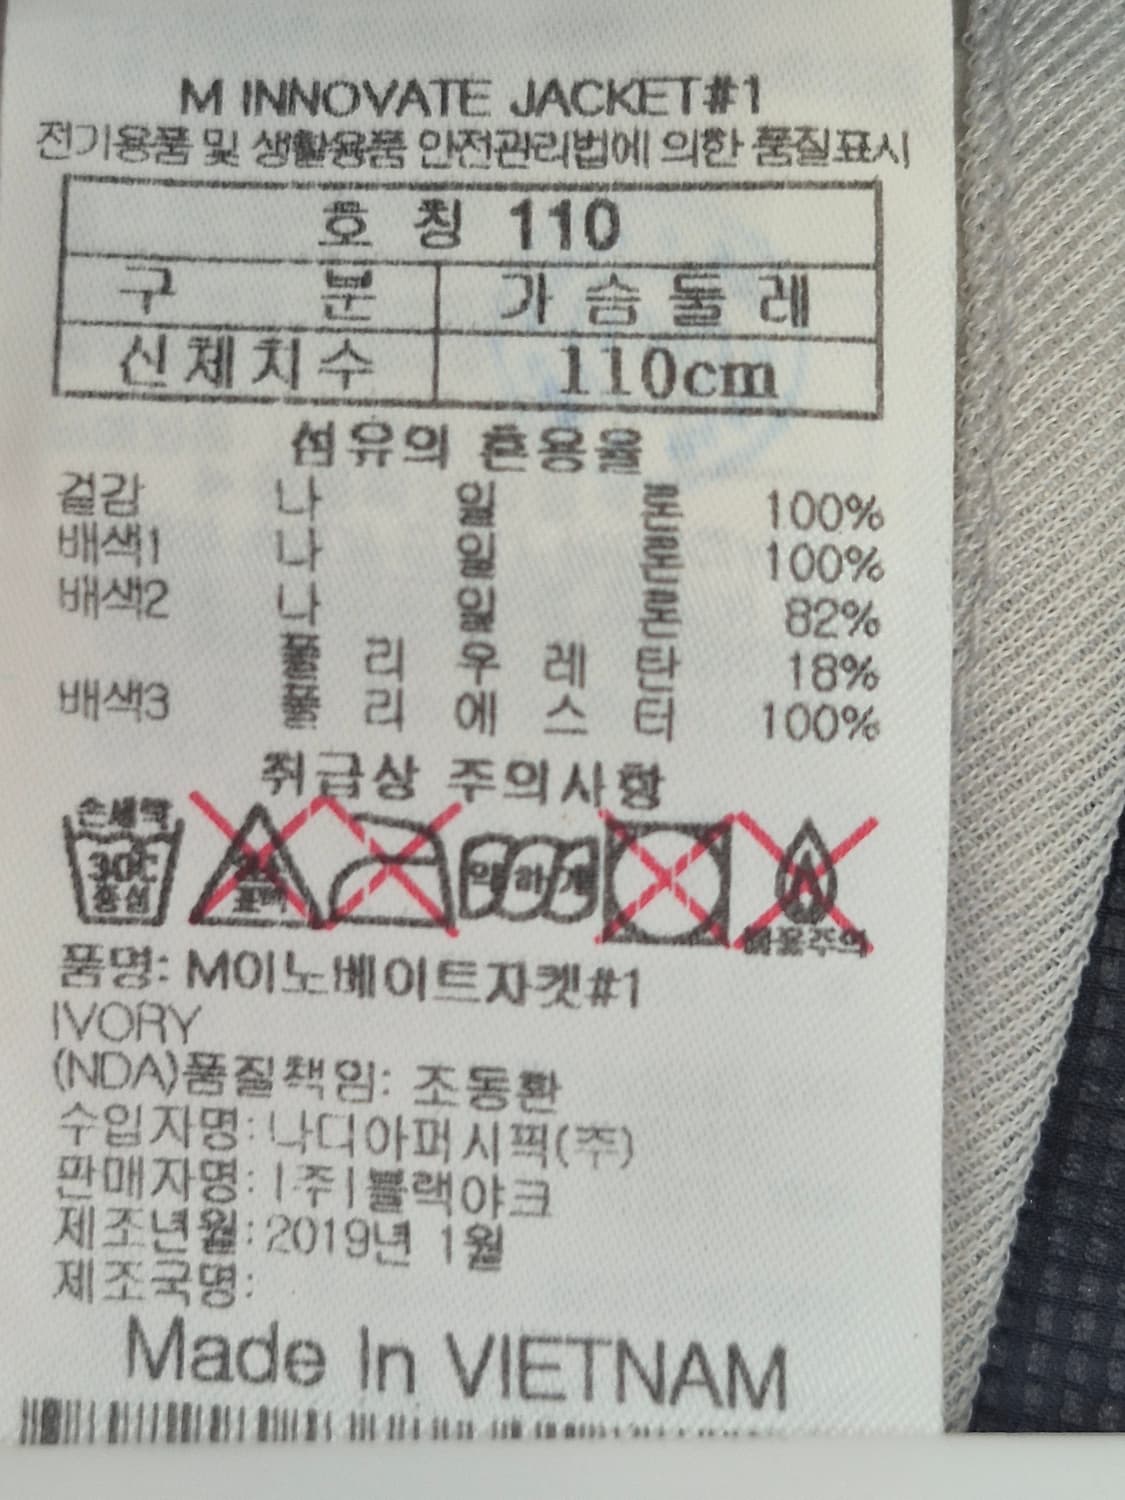 M INNOVATE JACKET#1
전기용품 및 생활용품 안전관리법에 의한 품질표시
호 칭 110
구 분 가 슴 둘 레
신체치수 110cm
섬유의 혼용율
겉감 나 일 론 100%
배색1 나 일 론 100%
배색2 나 일 론 82%
폴 리 우 레 탄 18%
배색3 폴 리 에 스 터 100%
취급상 주의사항
손세탁
30℃
중성
표백
약하게
품명: M이노베이트자켓#1
IVORY
(NDA)품질책임: 조동환
수입자명: 나디아퍼시픽(주)
판매자명: |주|블랙야크
제조년월: 2019년 1월
제조국명:
Made In VIETNAM